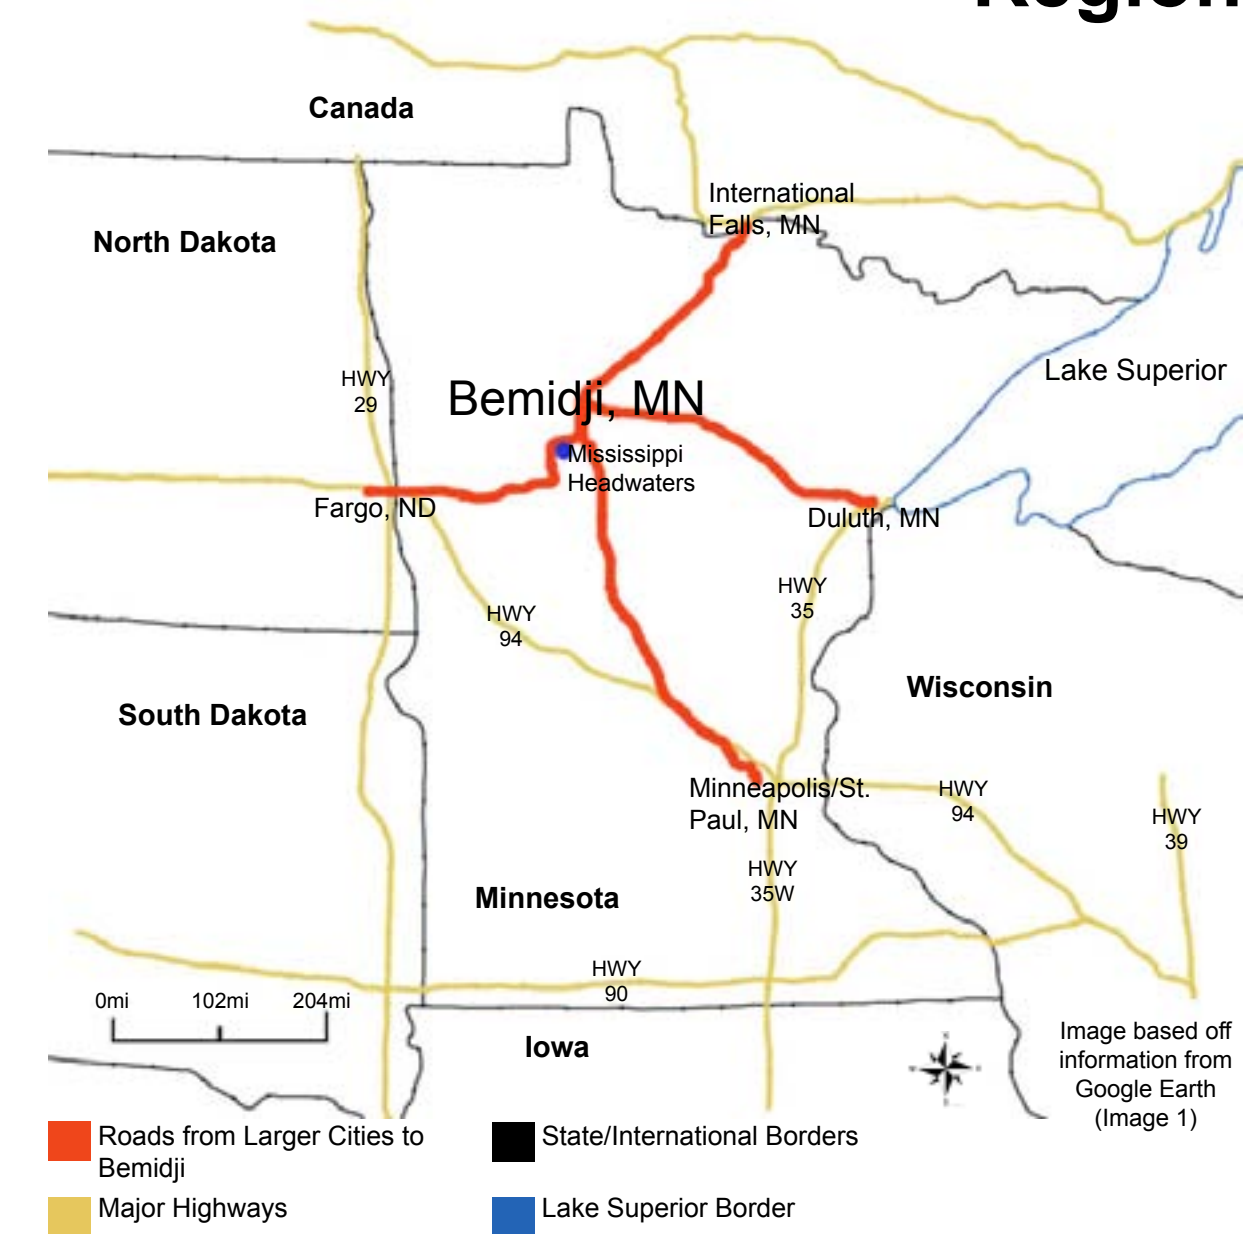 Region
Canada
International
Falls, MN
North Dakota
HWY
29
Lake Superior
Bemidji, MN
Mississippi
Headwaters
Fargo, ND
Duluth, MN
HWY
35
HWY
94
Wisconsin
South Dakota
Minneapolis/St.
Paul, MN
HWY
94
HWY
39
HWY
35W
Minnesota
HWY
90
0mi 102mi 204mi
Iowa
Image based off
information from
Google Earth
(Image 1)
Roads from Larger Cities to
Bemidji
State/International Borders
Major Highways
Lake Superior Border